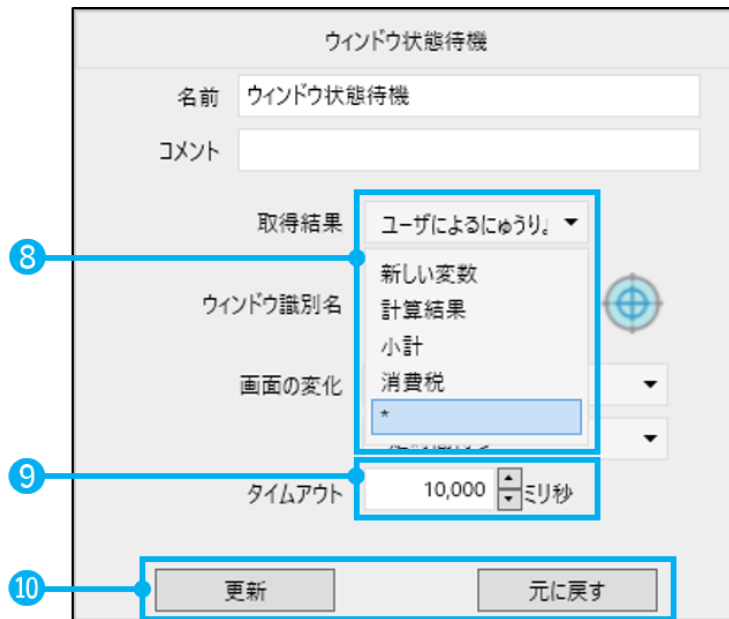 ウィンドウ状態待機
名前 ウィンドウ状態待機
コメント
取得結果 ユーザによるにゅうりょ
8
新しい変数
ウィンドウ識別名
計算結果
小計
画面の変化
消費税
*
9
タイムアウト 10,000 ミリ秒
10
更新 元に戻す